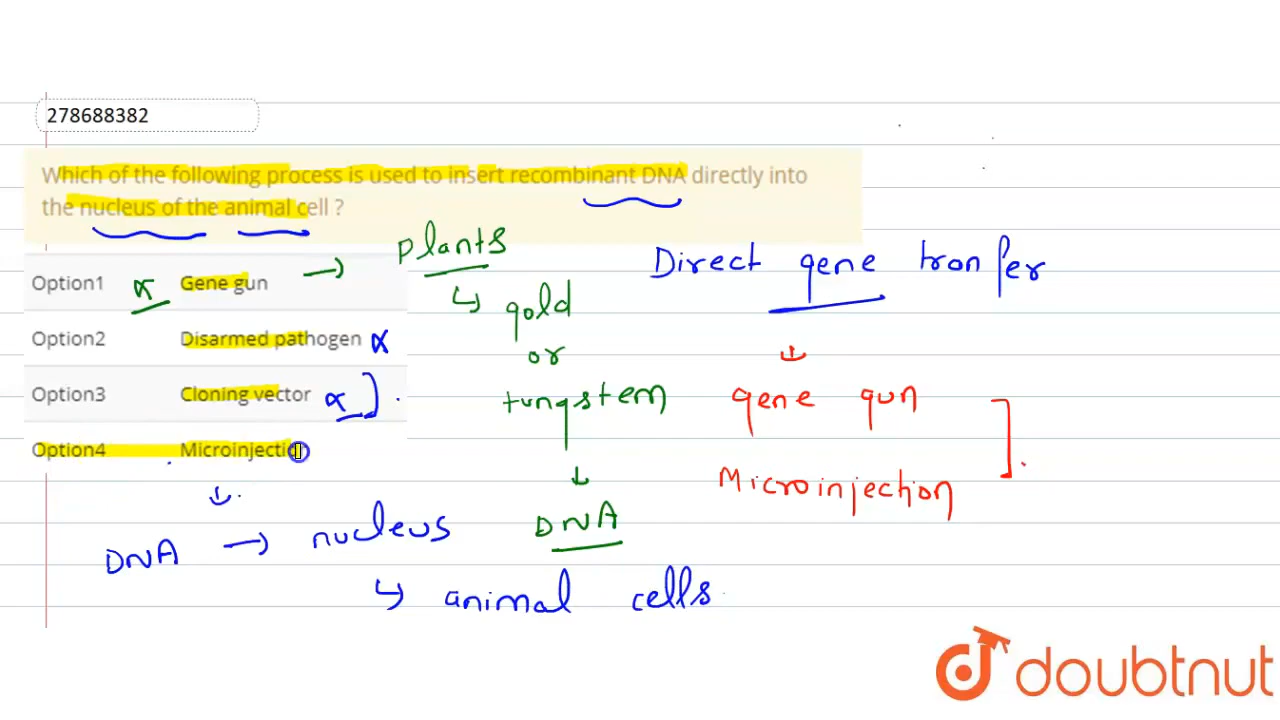 278688382
Which of the following process is used to insert recombinant DNA directly into
the nucleus of the animal cell ?
Option1 α Gene gun → plants
↳ gold
or
tungstem
↓
DNA
Option2 Disarmed pathogen α
Option3 Cloning vector α ] .
Option4 Microinjection
↓
DNA → nucleus
↳ animal cells
Direct gene tranfer
↓
gene gun
Microinjection ]
doubtnut